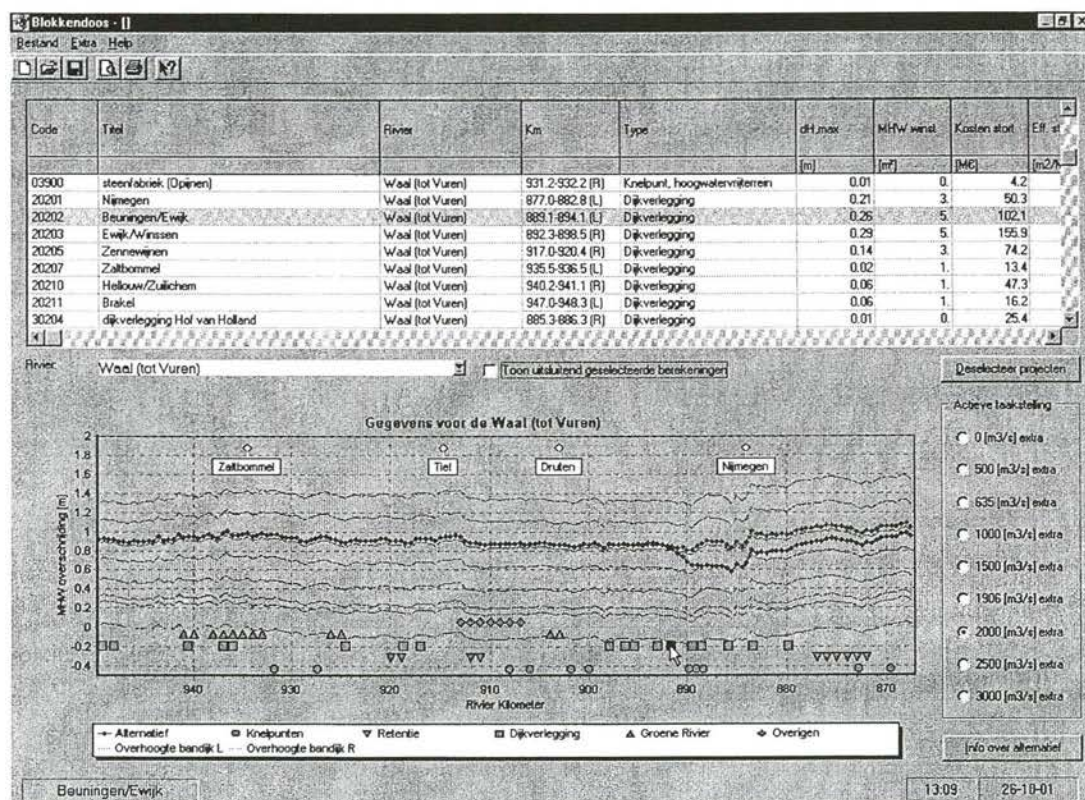 Blokkendoos - []
Bestand Extra Help
Code Titel Rivier Km Type dH,max MHW winst Kosten stort Eff. st
[m] [m²] [M€] [m2/M
03900 steenfabriek (Opijnen) Waal (tot Vuren) 931.2-932.2 (R) Knelpunt, hoogwatervrijterrein 0.01 0. 4.2
20201 Nijmegen Waal (tot Vuren) 877.0-882.8 (L) Dijkverlegging 0.21 3. 50.3
20202 Beuningen/Ewijk Waal (tot Vuren) 889.1-894.1 (L) Dijkverlegging 0.26 5. 102.1
20203 Ewijk/Winssen Waal (tot Vuren) 892.3-898.5 (L) Dijkverlegging 0.29 5. 155.9
20205 Zennewijnen Waal (tot Vuren) 917.0-920.4 (R) Dijkverlegging 0.14 3. 74.2
20207 Zaltbommel Waal (tot Vuren) 935.5-936.5 (L) Dijkverlegging 0.02 1. 13.4
20210 Hellouw/Zuilichem Waal (tot Vuren) 940.2-941.1 (R) Dijkverlegging 0.06 1. 47.3
20211 Brakel Waal (tot Vuren) 947.0-948.3 (L) Dijkverlegging 0.06 1. 16.2
30204 dijkverlegging Hof van Holland Waal (tot Vuren) 885.3-886.3 (R) Dijkverlegging 0.01 0. 25.4
Rivier: Waal (tot Vuren) Toon uitsluitend geselecteerde berekeningen Deselecteer projecten
Actieve taakstelling
0 [m3/s] extra
500 [m3/s] extra
635 [m3/s] extra
1000 [m3/s] extra
1500 [m3/s] extra
1906 [m3/s] extra
2000 [m3/s] extra
2500 [m3/s] extra
3000 [m3/s] extra
Gegevens voor de Waal (tot Vuren)
MHW overschrijding [m]
2
1.8
1.6
1.4
1.2
1
0.8
0.6
0.4
0.2
0
-0.2
-0.4
Zaltbommel Tiel Druten Nijmegen
940 930 920 910 900 890 880 870
Rivier Kilometer
Alternatief Knelpunten Retentie Dijkverlegging Groene Rivier Overigen
Overhoogte bandijk L Overhoogte bandijk R
Info over alternatief
Beuningen/Ewijk 13:09 26-10-01